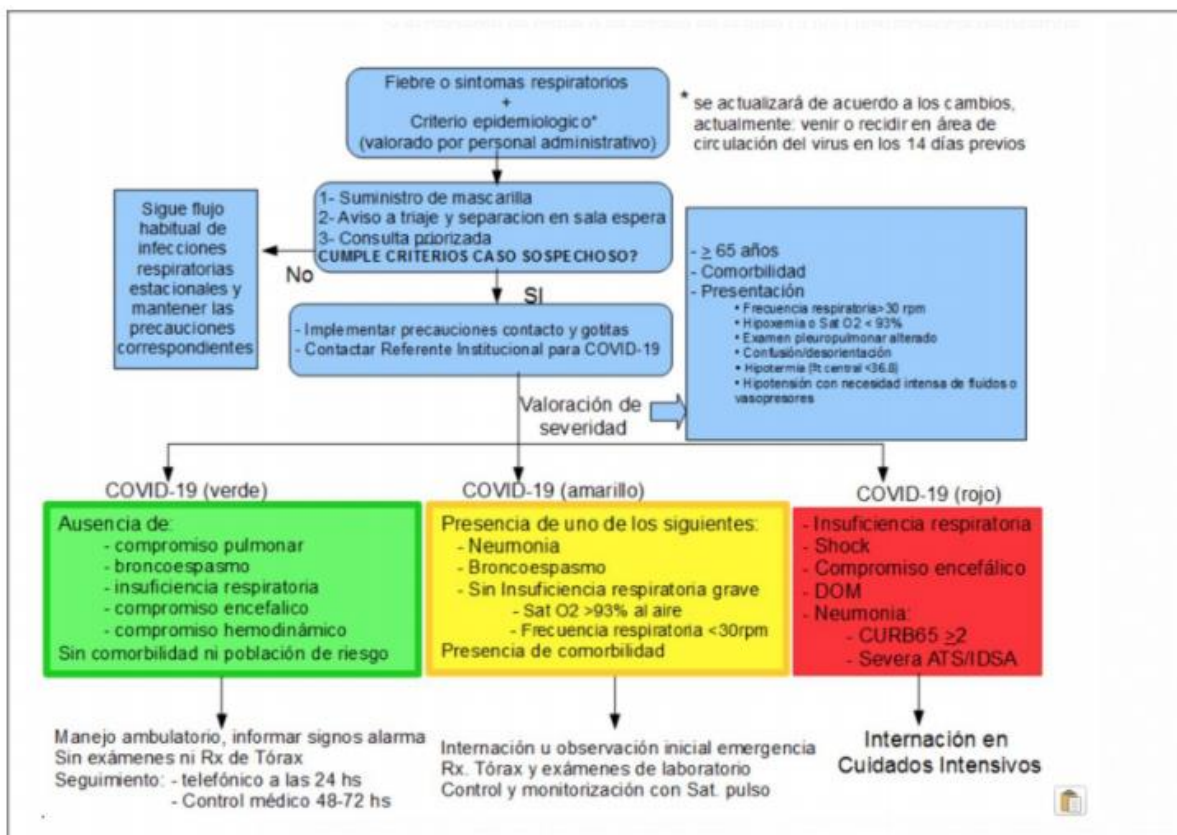 Fiebre o sintomas respiratorios
+
Criterio epidemiologico*
(valorado por personal administrativo)
* se actualizará de acuerdo a los cambios,
actualmente: venir o recidir en área de
circulación del virus en los 14 días previos
1- Suministro de mascarilla
2- Aviso a triaje y separacion en sala espera
3- Consulta priorizada
CUMPLE CRITERIOS CASO SOSPECHOSO?
No
Sigue flujo
habitual de
infecciones
respiratorias
estacionales y
mantener las
precauciones
correspondientes
SI
- Implementar precauciones contacto y gotitas
- Contactar Referente Institucional para COVID-19
Valoración de
severidad
- ≥ 65 años
- Comorbilidad
- Presentación
• Frecuencia respiratoria>30 rpm
• Hipoxemia o Sat O2 < 93%
• Examen pleuropulmonar alterado
• Confusión/desorientación
• Hipotermia (tt central <36.8)
• Hipotensión con necesidad intensa de fluidos o
vasopresores
COVID-19 (verde)
Ausencia de:
- compromiso pulmonar
- broncoespasmo
- insuficiencia respiratoria
- compromiso encefalico
- compromiso hemodinámico
Sin comorbilidad ni población de riesgo
Manejo ambulatorio, informar signos alarma
Sin exámenes ni Rx de Tórax
Seguimiento: - telefónico a las 24 hs
- Control médico 48-72 hs
COVID-19 (amarillo)
Presencia de uno de los siguientes:
- Neumonia
- Broncoespasmo
- Sin Insuficiencia respiratoria grave
- Sat O2 >93% al aire
- Frecuencia respiratoria <30rpm
Presencia de comorbilidad
Internación u observación inicial emergencia
Rx. Tórax y exámenes de laboratorio
Control y monitorización con Sat. pulso
COVID-19 (rojo)
- Insuficiencia respiratoria
- Shock
- Compromiso encefálico
- DOM
- Neumonia:
- CURB65 ≥2
- Severa ATS/IDSA
Internación en
Cuidados Intensivos